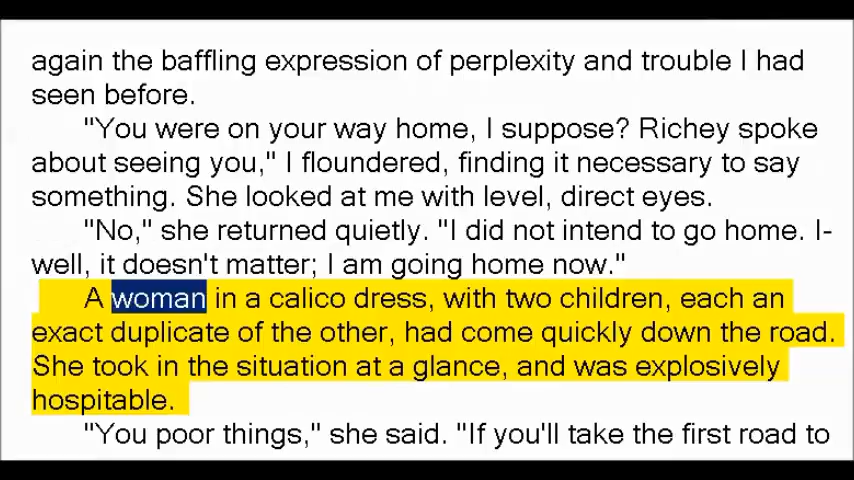 again the baffling expression of perplexity and trouble I had
seen before.
"You were on your way home, I suppose? Richey spoke
about seeing you," I floundered, finding it necessary to say
something. She looked at me with level, direct eyes.
"No," she returned quietly. "I did not intend to go home. I-
well, it doesn't matter; I am going home now."
A woman in a calico dress, with two children, each an
exact duplicate of the other, had come quickly down the road.
She took in the situation at a glance, and was explosively
hospitable.
"You poor things," she said. "If you'll take the first road to